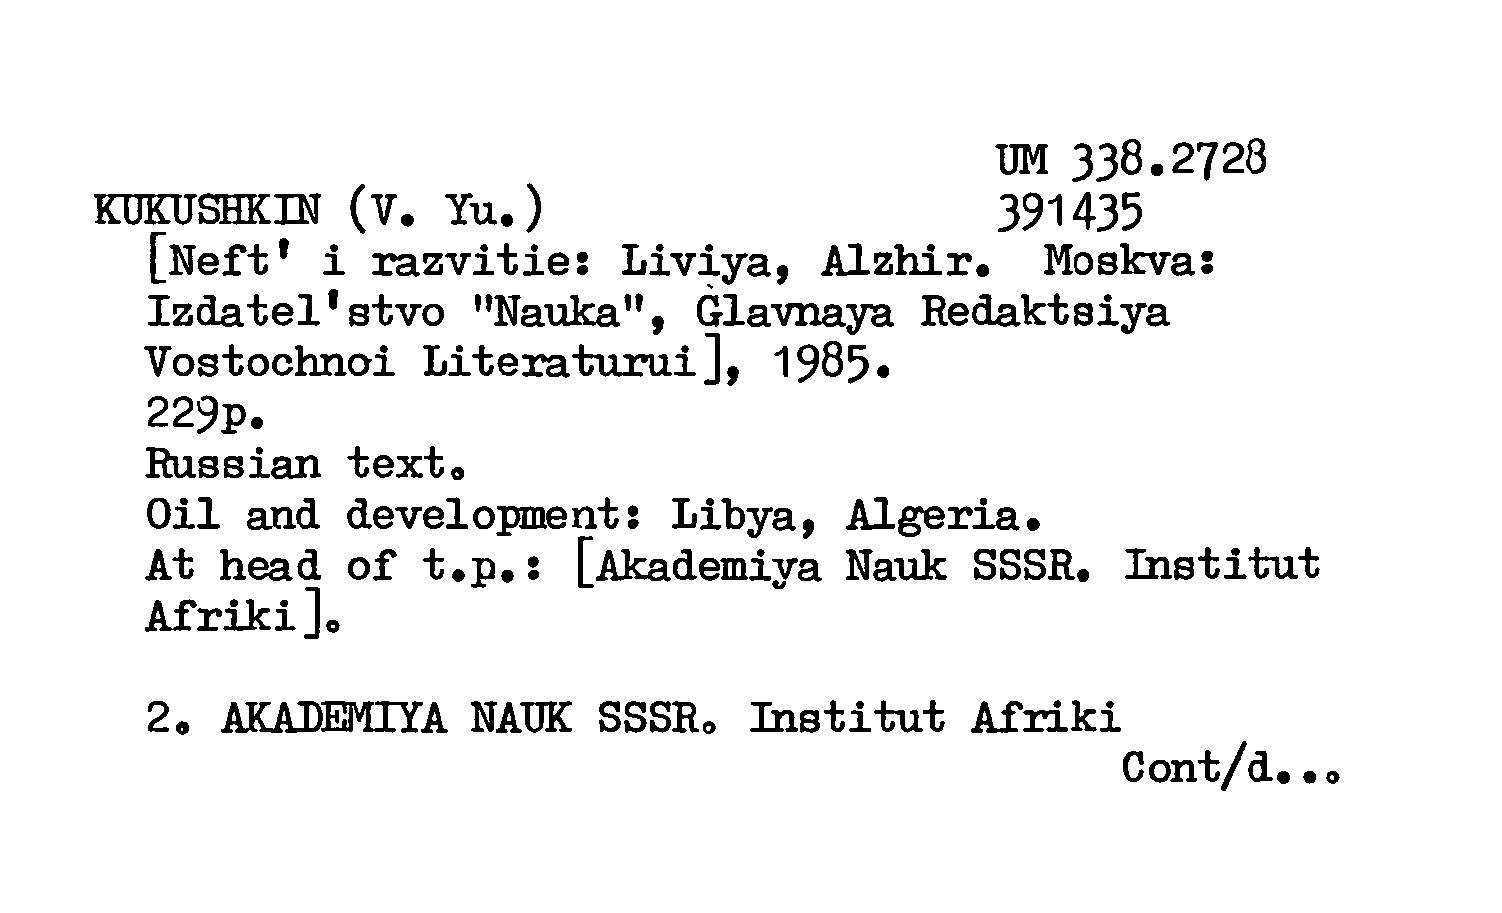 UM 338.2728
KUKUSHKIN (V. Yu.) 391435
[Neft' i razvitie: Liviya, Alzhir. Moskva:
Izdatel'stvo "Nauka", Glavnaya Redaktsiya
Vostochnoi Literaturui], 1985.
229p.
Russian text.
Oil and development: Libya, Algeria.
At head of t.p.: [Akademiya Nauk SSSR. Institut
Afriki].
2. AKADEMIYA NAUK SSSR. Institut Afriki
Cont/d...